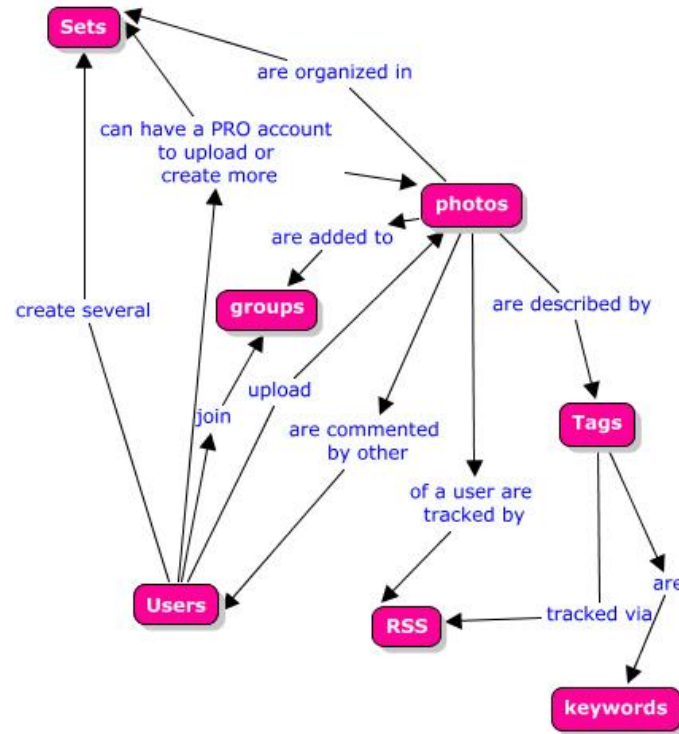 Sets
are organized in
can have a PRO account
to upload or
create more
photos
are added to
groups
create several
are described by
upload
join
Tags
are commented
by other
of a user are
tracked by
Users
are
RSS
tracked via
keywords